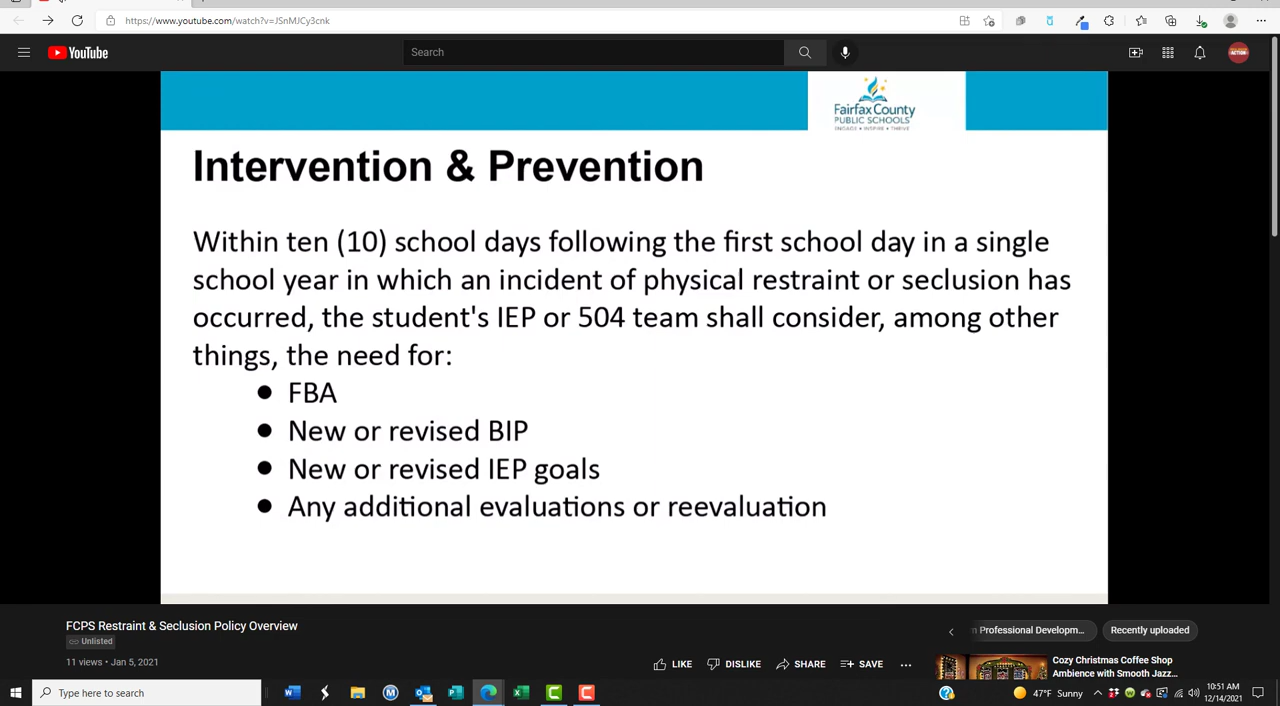 https://www.youtube.com/watch?v=JSnMJCy3cnk
YouTube
Search
Fairfax County
PUBLIC SCHOOLS
ENGAGE • INSPIRE • THRIVE
Intervention & Prevention
Within ten (10) school days following the first school day in a single
school year in which an incident of physical restraint or seclusion has
occurred, the student's IEP or 504 team shall consider, among other
things, the need for:
● FBA
● New or revised BIP
● New or revised IEP goals
● Any additional evaluations or reevaluation
FCPS Restraint & Seclusion Policy Overview
Unlisted
11 views • Jan 5, 2021
LIKE
DISLIKE
SHARE
SAVE
Professional Developm...
Recently uploaded
Cozy Christmas Coffee Shop
Ambience with Smooth Jazz...
Type here to search
47°F Sunny
10:51 AM
12/14/2021